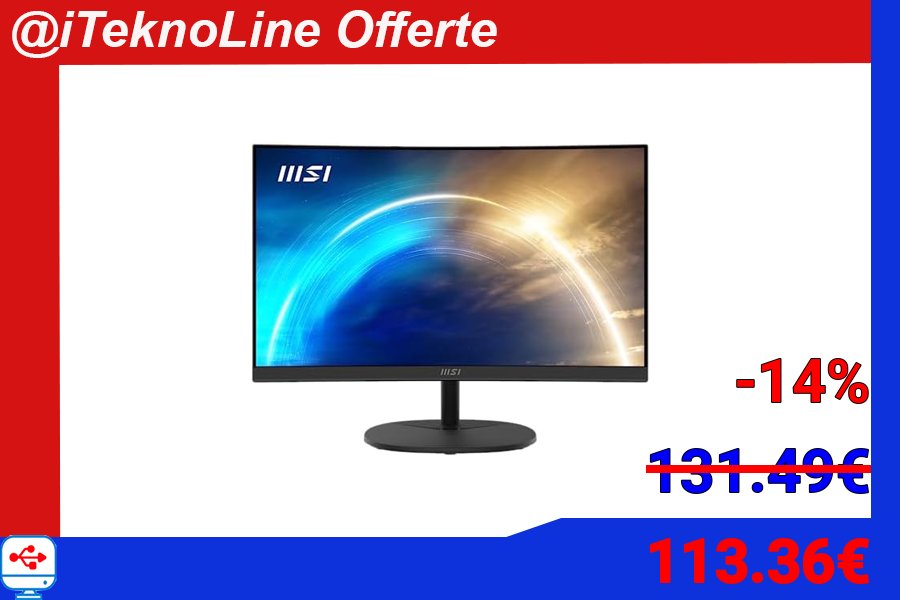 @iTeknoLine Offerte
msi
msi
-14%
131.49€
113.36€